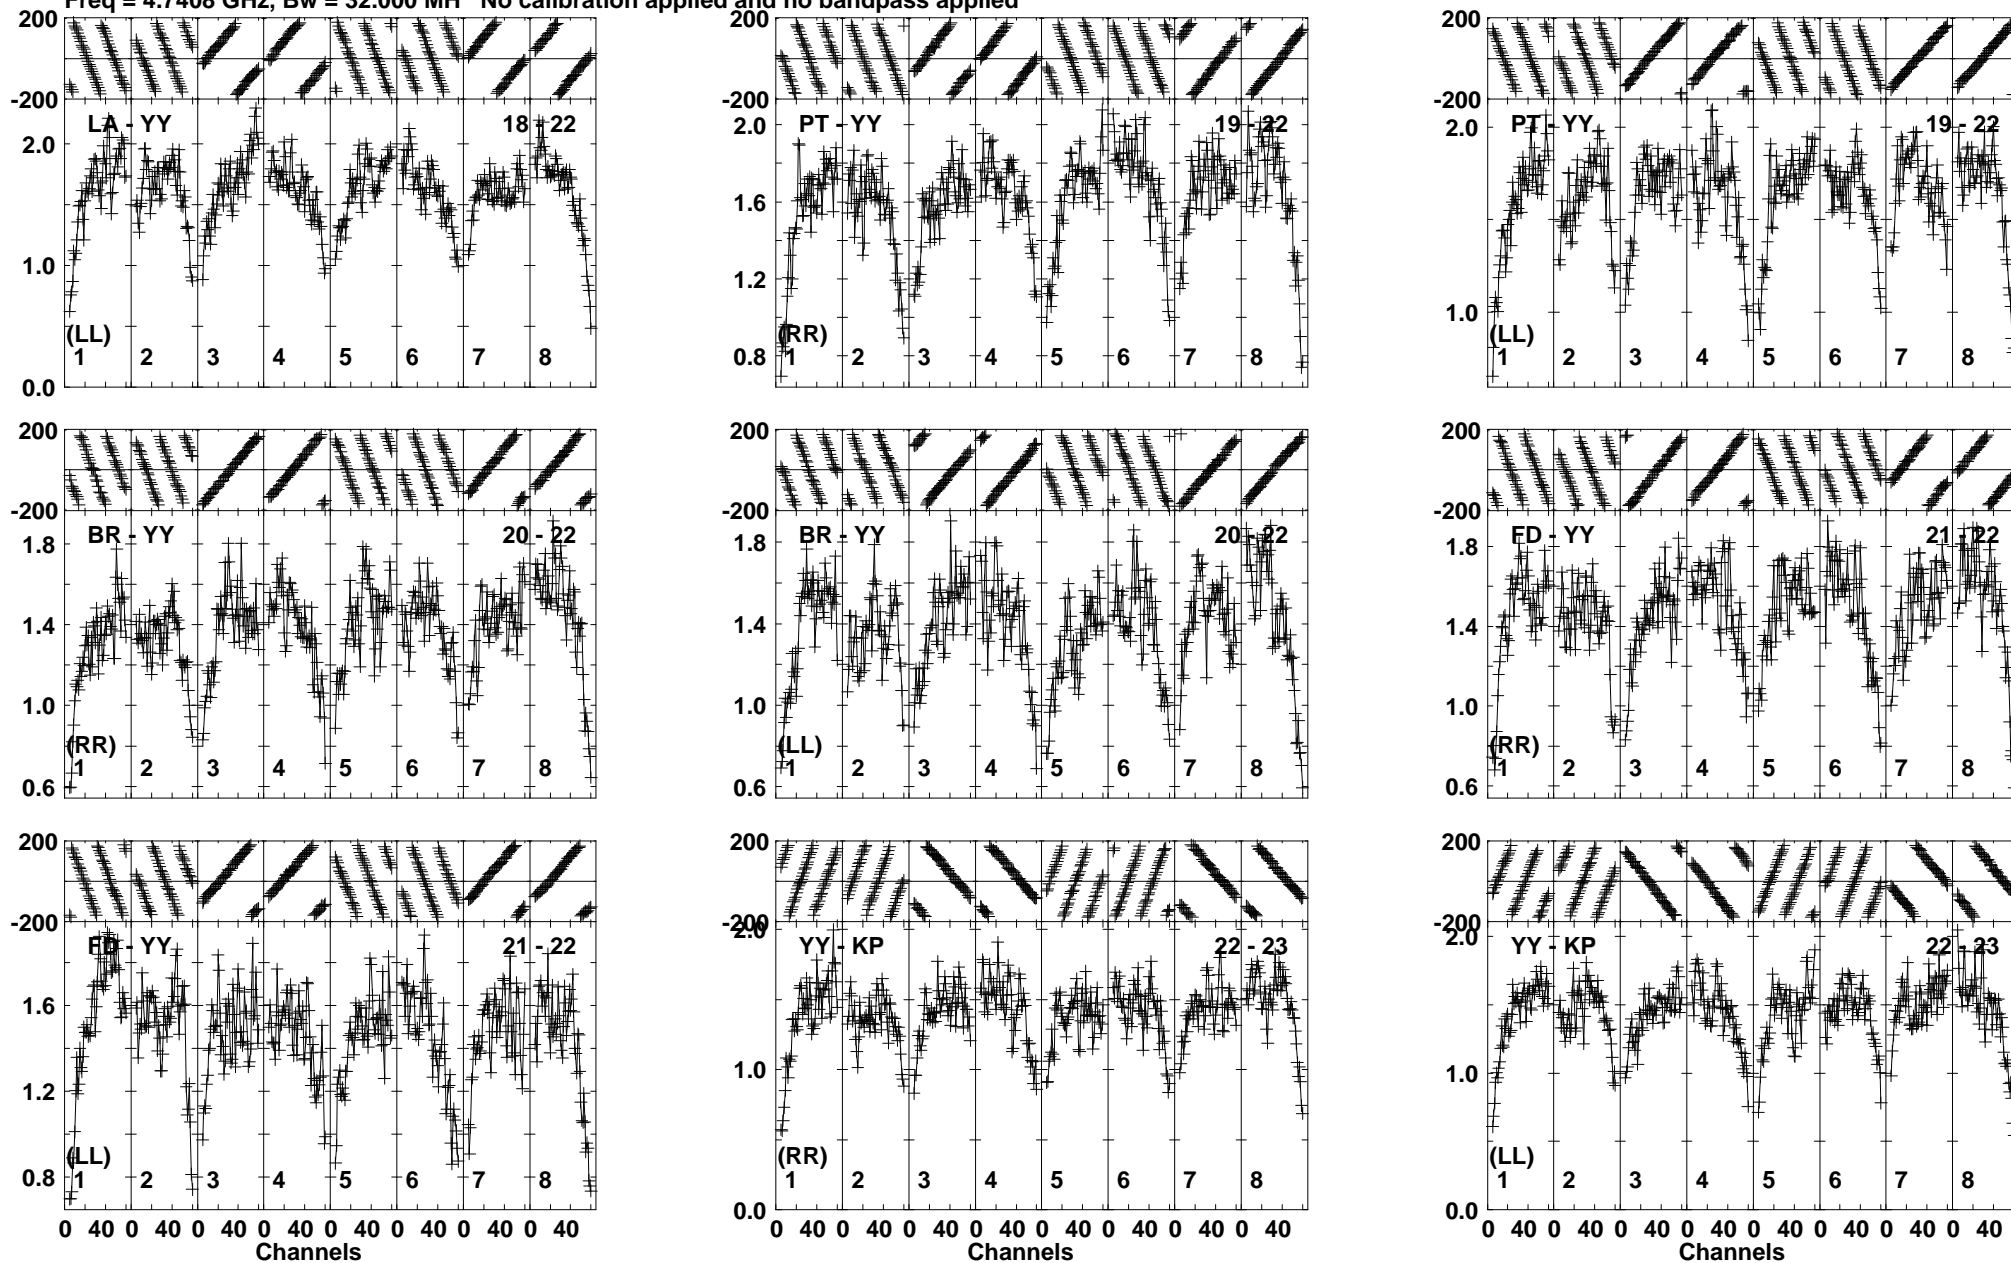 Freq = 4.7408 GHz, Bw = 32.000 MH No calibration applied and no bandpass applied
200 200 200
-200 -200 -200
LA - YY 18 - 22 PT - YY 19 - 22 PT - YY 19 - 22
2.0 2.0 2.0
1.6
1.0 1.2 1.0
(LL) (RR) (LL)
1 2 3 4 5 6 7 8 0.8 1 2 3 4 5 6 7 8 1 2 3 4 5 6 7 8
0.0
200 200 200
-200 -200 -200
BR - YY 20 - 22 BR - YY 20 - 22 FD - YY 21 - 22
1.8 1.8 1.8
1.4 1.4 1.4
1.0 1.0 1.0
(RR) (LL) (RR)
1 2 3 4 5 6 7 8 1 2 3 4 5 6 7 8 1 2 3 4 5 6 7 8
0.6 0.6 0.6
200 200 200
-200 -200 -200
FD - YY 21 - 22 2.0 YY - KP 22 - 23 2.0 YY - KP 22 - 23
1.6
1.2 1.0 1.0
(LL) (RR) (LL)
0.8 1 2 3 4 5 6 7 8 1 2 3 4 5 6 7 8 1 2 3 4 5 6 7 8
0.0 0.0
0 40 0 40 0 40 0 40 0 40 0 40 0 40 0 40 0 40 0 40 0 40 0 40 0 40 0 40 0 40 0 40 0 40 0 40 0 40 0 40 0 40 0 40 0 40 0 40
Channels Channels